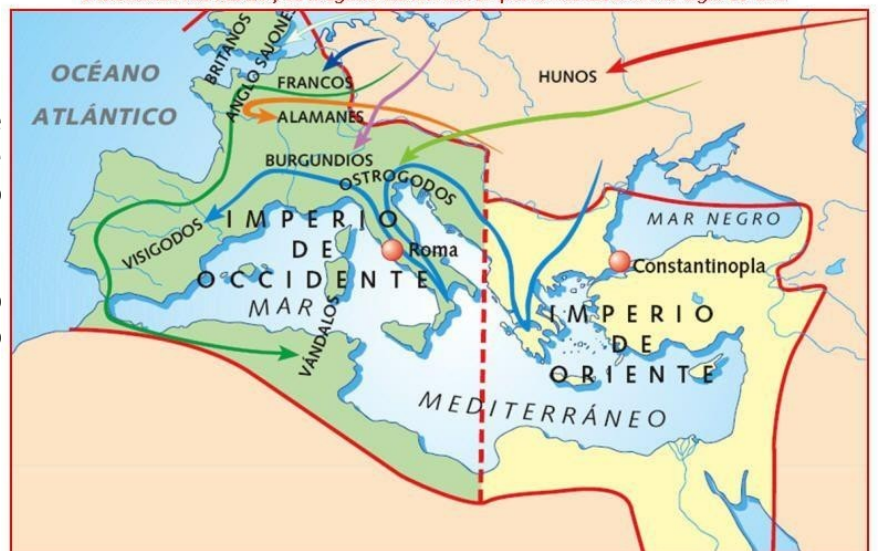 BRITANOS
ANGLO SAJONES
OCÉANO
ATLÁNTICO
FRANCOS
ALAMANES
HUNOS
BURGUNDIOS
OSTROGODOS
VISIGODOS
IMPERIO
DE
OCCIDENTE
Roma
MAR NEGRO
Constantinopla
IMPERIO
DE
ORIENTE
MAR
MEDITERRÁNEO
VÁNDALOS